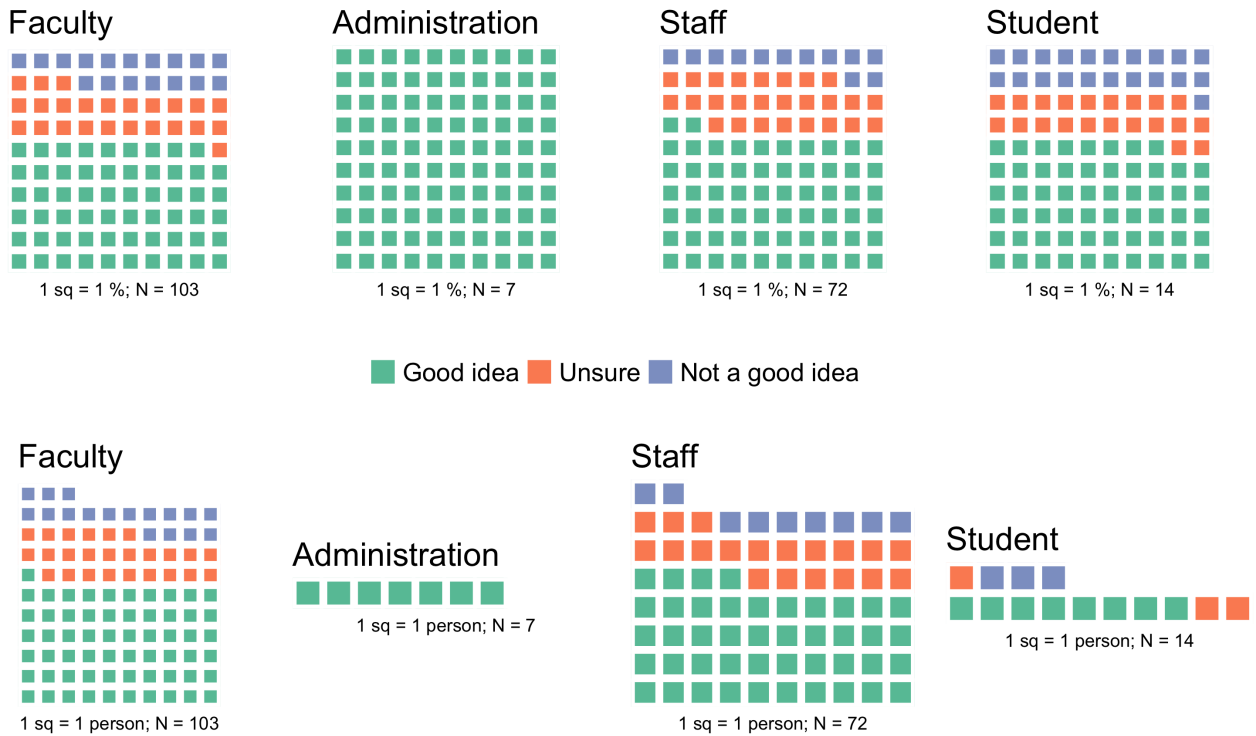 Faculty
Administration
Staff
Student
1 sq = 1 %; N = 103
1 sq = 1 %; N = 7
1 sq = 1 %; N = 72
1 sq = 1 %; N = 14
Good idea
Unsure
Not a good idea
Faculty
1 sq = 1 person; N = 103
Administration
1 sq = 1 person; N = 7
Staff
1 sq = 1 person; N = 72
Student
1 sq = 1 person; N = 14